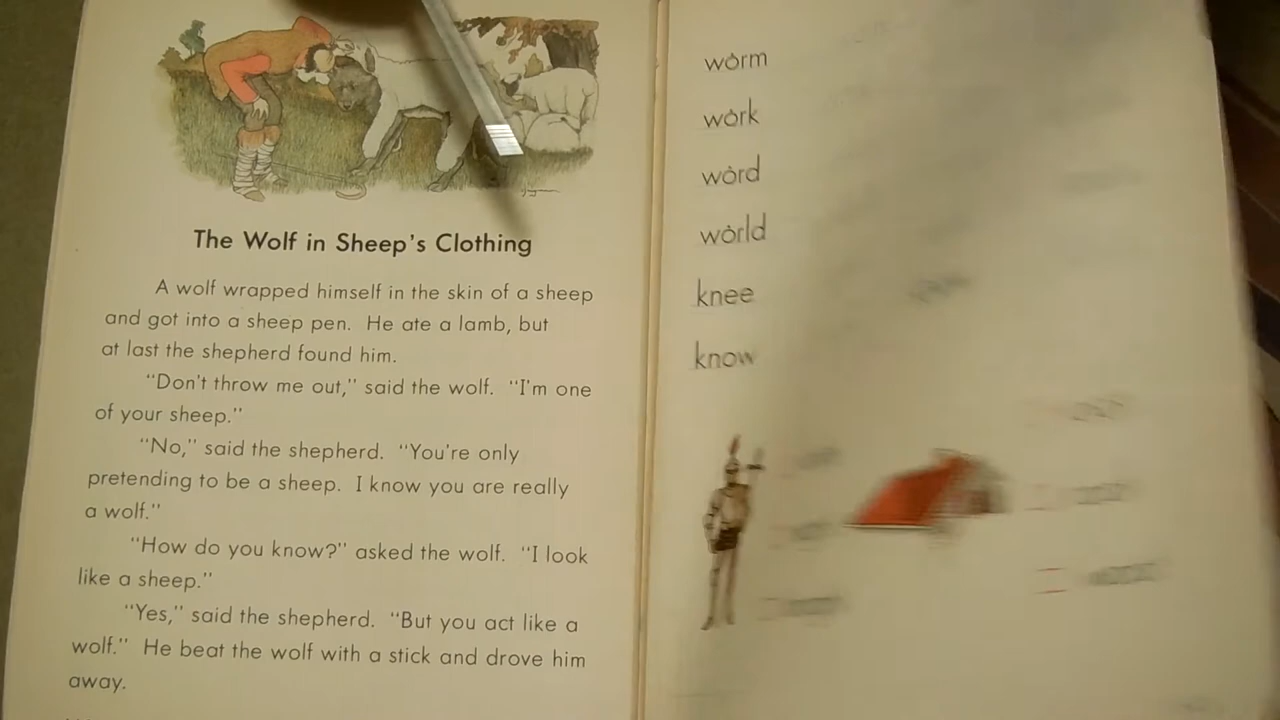 The Wolf in Sheep's Clothing
A wolf wrapped himself in the skin of a sheep
and got into a sheep pen. He ate a lamb, but
at last the shepherd found him.
"Don't throw me out," said the wolf. "I'm one
of your sheep."
"No," said the shepherd. "You're only
pretending to be a sheep. I know you are really
a wolf."
"How do you know?" asked the wolf. "I look
like a sheep."
"Yes," said the shepherd. "But you act like a
wolf." He beat the wolf with a stick and drove him
away.
wȯrm
wȯrk
wȯrd
wȯrld
knee
know